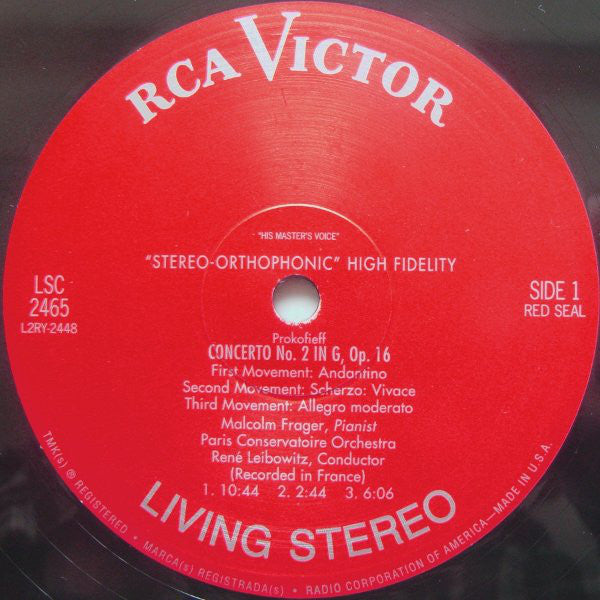 RCA VICTOR
"HIS MASTER'S VOICE"
"STEREO-ORTHOPHONIC" HIGH FIDELITY
LSC
2465
L2RY-2448
SIDE 1
RED SEAL
Prokofieff
CONCERTO No. 2 IN G, Op. 16
First Movement: Andantino
Second Movement: Scherzo: Vivace
Third Movement: Allegro moderato
Malcolm Frager, Pianist
Paris Conservatoire Orchestra
René Leibowitz, Conductor
(Recorded in France)
1. 10:44 2. 2:44 3. 6:06
LIVING STEREO
TMK(s) ® REGISTERED • MARCA(s) REGISTRADA(s) • RADIO CORPORATION OF AMERICA—MADE IN U.S.A.